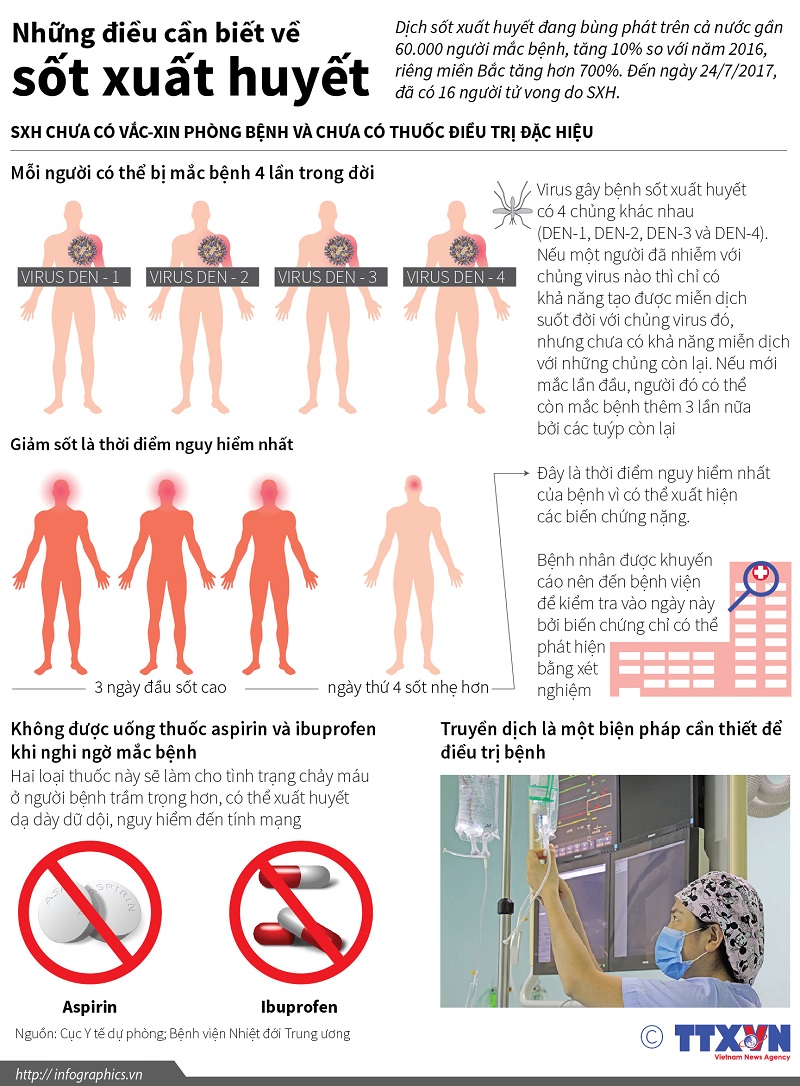 Những điều cần biết về
sốt xuất huyết
Dịch sốt xuất huyết đang bùng phát trên cả nước gần
60.000 người mắc bệnh, tăng 10% so với năm 2016,
riêng miền Bắc tăng hơn 700%. Đến ngày 24/7/2017,
đã có 16 người tử vong do SXH.
SXH CHƯA CÓ VẮC-XIN PHÒNG BỆNH VÀ CHƯA CÓ THUỐC ĐIỀU TRỊ ĐẶC HIỆU
Mỗi người có thể bị mắc bệnh 4 lần trong đời
VIRUS DEN - 1
VIRUS DEN - 2
VIRUS DEN - 3
VIRUS DEN - 4
Virus gây bệnh sốt xuất huyết
có 4 chủng khác nhau
(DEN-1, DEN-2, DEN-3 và DEN-4).
Nếu một người đã nhiễm với
chủng virus nào thì chỉ có
khả năng tạo được miễn dịch
suốt đời với chủng virus đó,
nhưng chưa có khả năng miễn dịch
với những chủng còn lại. Nếu mới
mắc lần đầu, người đó có thể
còn mắc bệnh thêm 3 lần nữa
bởi các tuýp còn lại
Giảm sốt là thời điểm nguy hiểm nhất
3 ngày đầu sốt cao
ngày thứ 4 sốt nhẹ hơn
Đây là thời điểm nguy hiểm nhất
của bệnh vì có thể xuất hiện
các biến chứng nặng.
Bệnh nhân được khuyến
cáo nên đến bệnh viện
để kiểm tra vào ngày này
bởi biến chứng chỉ có thể
phát hiện
bằng xét
nghiệm
Không được uống thuốc aspirin và ibuprofen
khi nghi ngờ mắc bệnh
Hai loại thuốc này sẽ làm cho tình trạng chảy máu
ở người bệnh trầm trọng hơn, có thể xuất huyết
dạ dày dữ dội, nguy hiểm đến tính mạng
ASPIRIN
Aspirin
Ibuprofen
Truyền dịch là một biện pháp cần thiết để
điều trị bệnh
Nguồn: Cục Y tế dự phòng; Bệnh viện Nhiệt đới Trung ương
© TTXVN
Vietnam News Agency
http:// infographics.vn